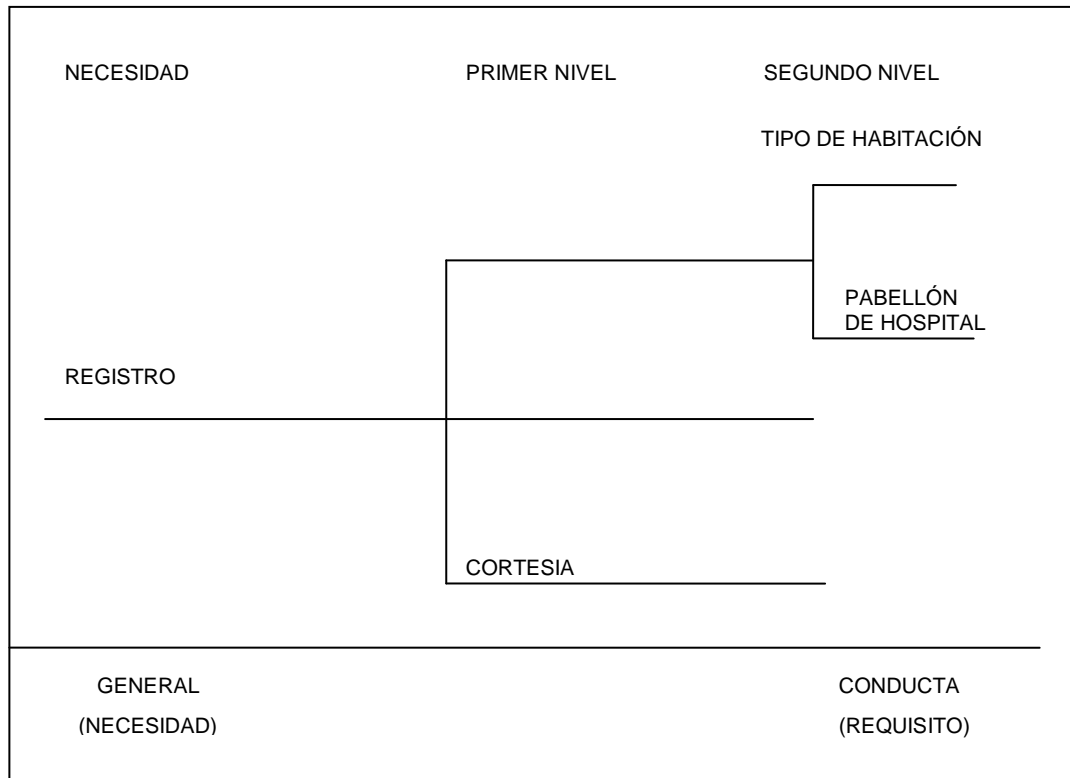 NECESIDAD PRIMER NIVEL SEGUNDO NIVEL
TIPO DE HABITACIÓN
PABELLÓN
DE HOSPITAL
REGISTRO
CORTESIA
GENERAL CONDUCTA
(NECESIDAD) (REQUISITO)